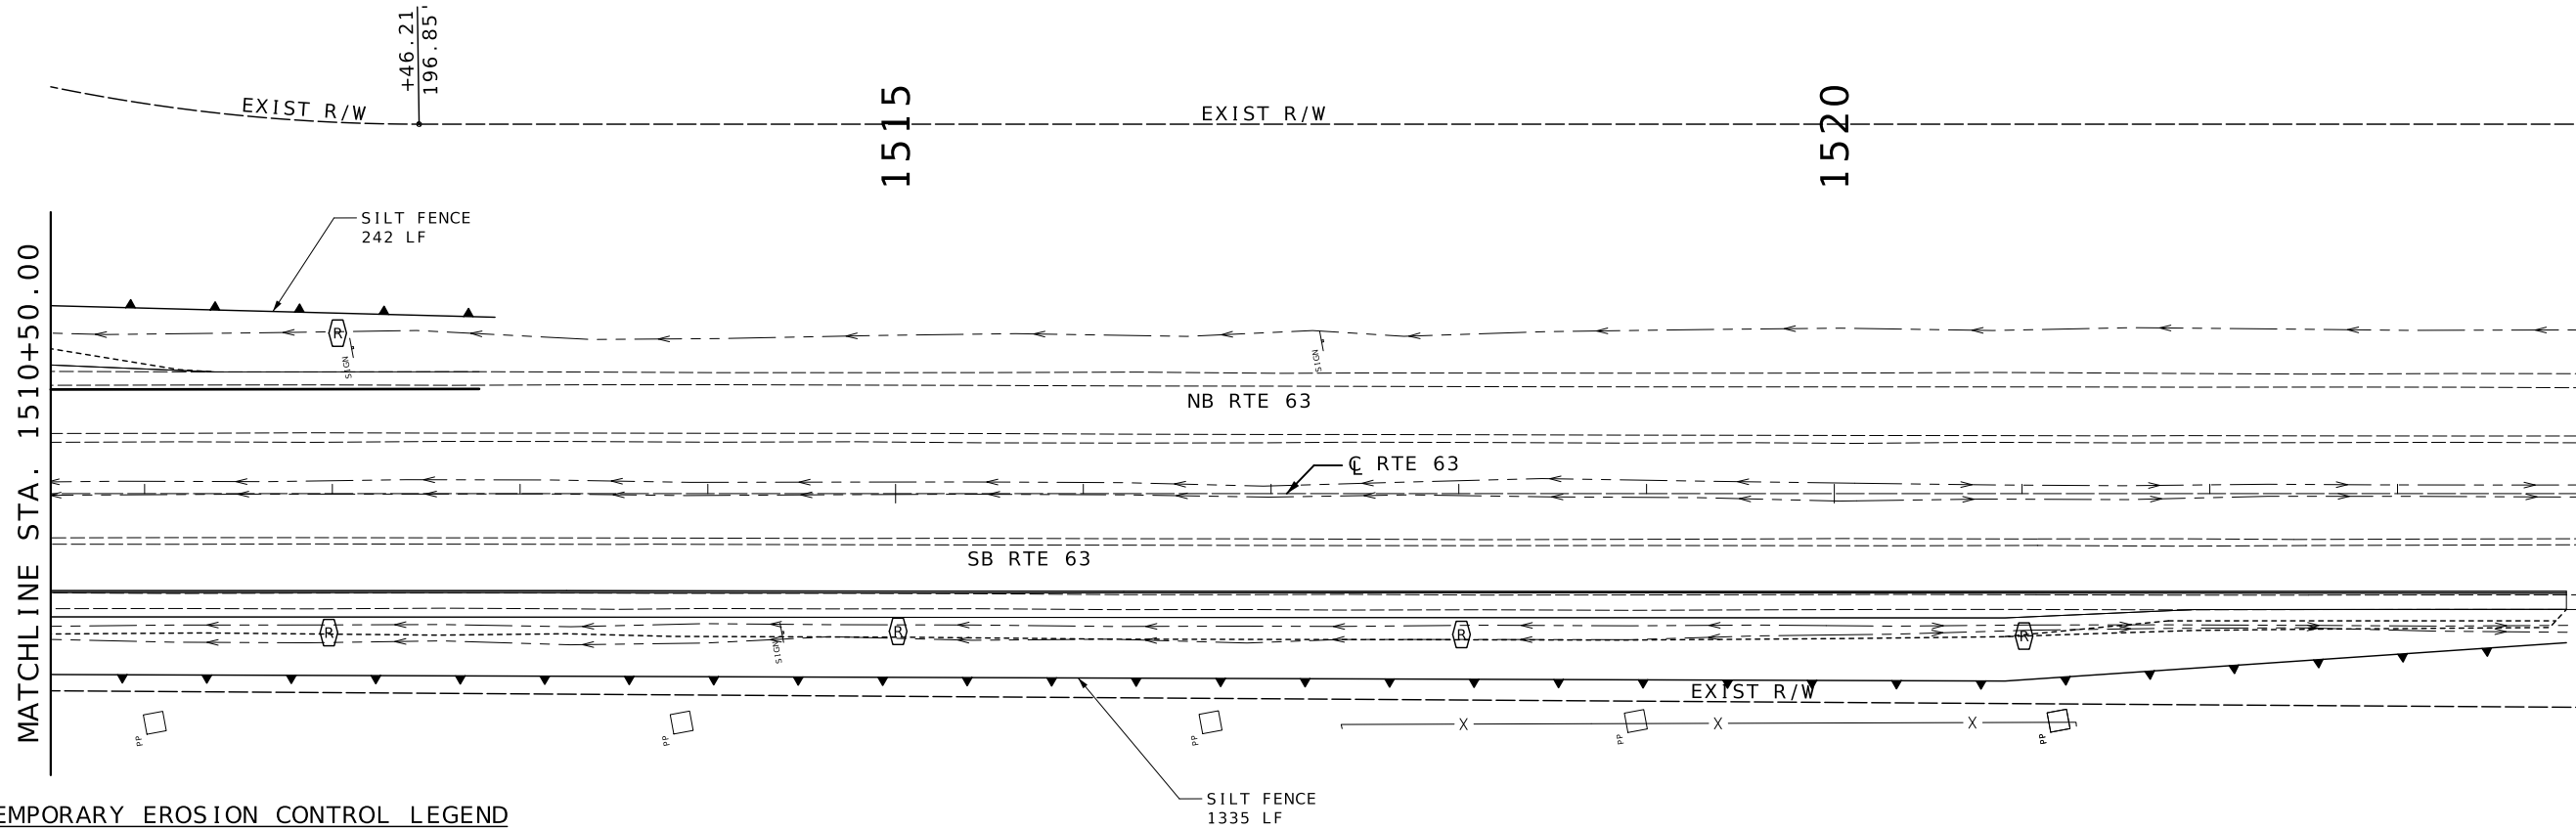 +46.21
196.85'
EXIST R/W
1515
EXIST R/W
1520
SILT FENCE
242 LF
MATCHLINE STA. 1510+50.00
R
SIGN
SIGN
NB RTE 63
℄ RTE 63
SB RTE 63
R
R
R
R
SIGN
EXIST R/W
X
X
X
PP
PP
PP
PP
PP
SILT FENCE
1335 LF
EMPORARY EROSION CONTROL LEGEND